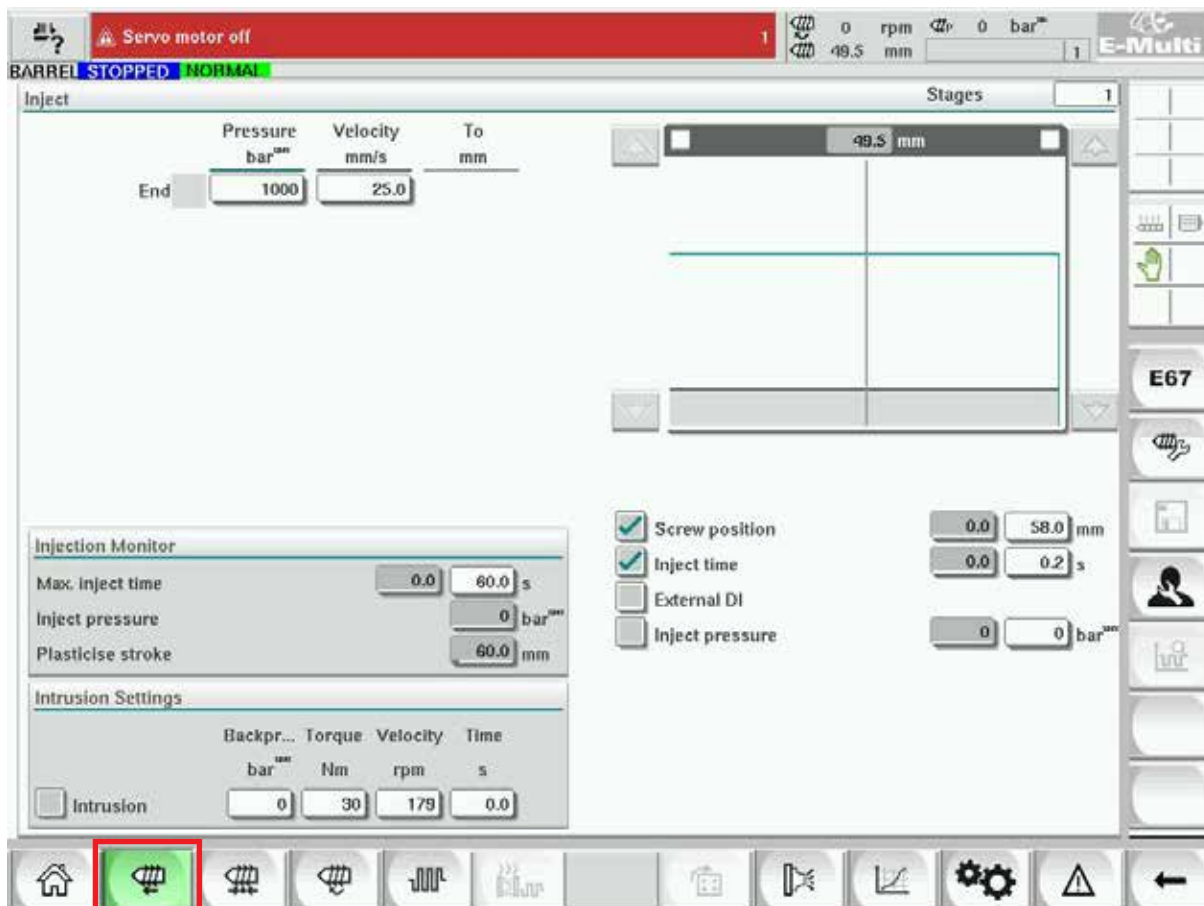 Servo motor off 1
0 rpm 0 bar
49.5 mm 1
E-Multi
BARREL STOPPED NORMAL
Inject
Stages 1
Pressure Velocity To
bar mm/s mm
End 1000 25.0
49.5 mm
E67
Injection Monitor
Max. inject time 0.0 60.0 s
Inject pressure 0 bar
Plasticise stroke 60.0 mm
Screw position 0.0 58.0 mm
Inject time 0.0 0.2 s
External DI
Inject pressure 0 0 bar
Intrusion Settings
Backpr... Torque Velocity Time
bar Nm rpm s
Intrusion 0 30 179 0.0